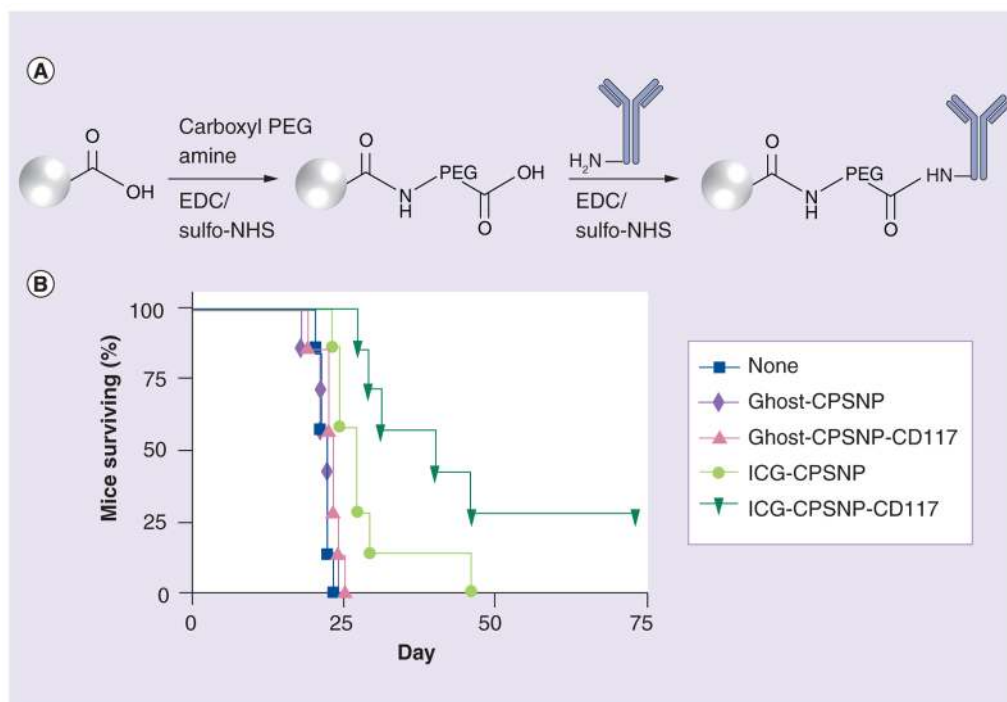 A
O
OH
Carboxyl PEG
amine
EDC/
sulfo-NHS
O
N
H
PEG
OH
O
H2N
EDC/
sulfo-NHS
O
N
H
PEG
O
HN
B
Mice surviving (%)
100
75
50
25
0
0
25
50
75
Day
None
Ghost-CPSNP
Ghost-CPSNP-CD117
ICG-CPSNP
ICG-CPSNP-CD117